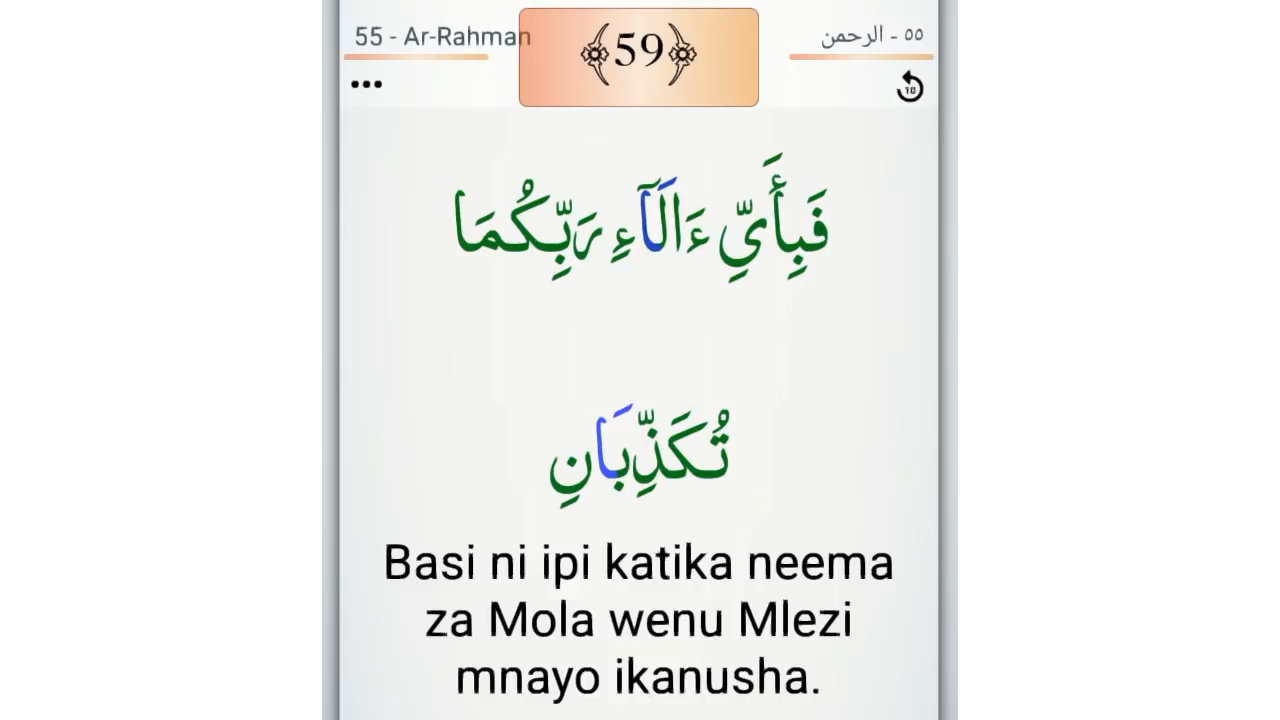 55 - Ar-Rahman
59
٥٥ - الرحمن
10
فَبِأَيِّ ءَالَآءِ رَبِّكُمَا
تُكَذِّبَانِ
Basi ni ipi katika neema
za Mola wenu Mlezi
mnayo ikanusha.